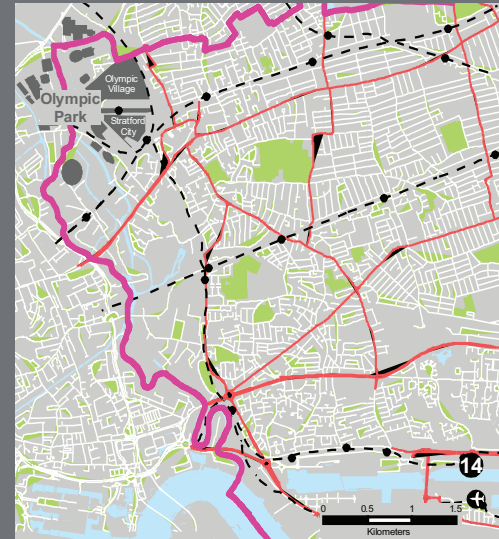 Olympic
Village
Olympic
Park
Stratford
City
14
0 0.5 1 1.5
Kilometers